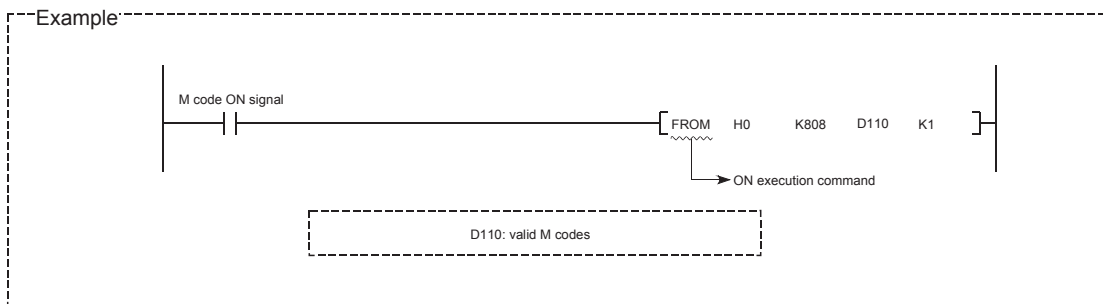 Example
M code ON signal
FROM H0 K808 D110 K1
ON execution command
D110: valid M codes